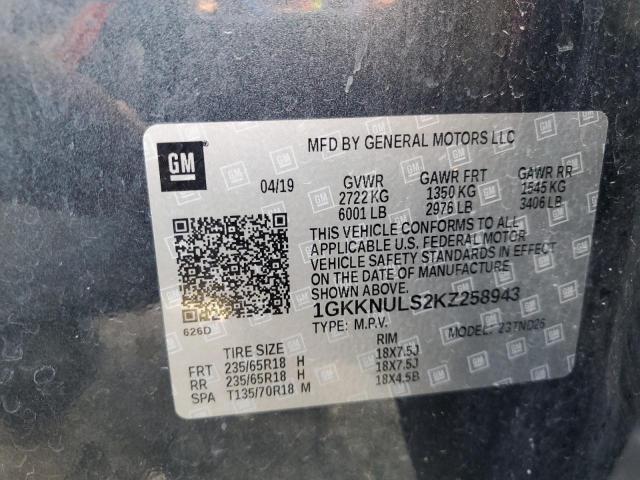 GM
MFD BY GENERAL MOTORS LLC
04/19
GVWR GAWR FRT GAWR RR
2722 KG 1350 KG 1545 KG
6001 LB 2976 LB 3406 LB
THIS VEHICLE CONFORMS TO ALL
APPLICABLE U.S. FEDERAL MOTOR
VEHICLE SAFETY STANDARDS IN EFFECT
ON THE DATE OF MANUFACTURE
SHOWN ABOVE.
1GKKNULS2KZ258943
626D
TYPE: M.P.V. MODEL: 23TND26
TIRE SIZE RIM
FRT 235/65R18 H 18X7.5J
RR 235/65R18 H 18X7.5J
SPA T135/70R18 M 18X4.5B